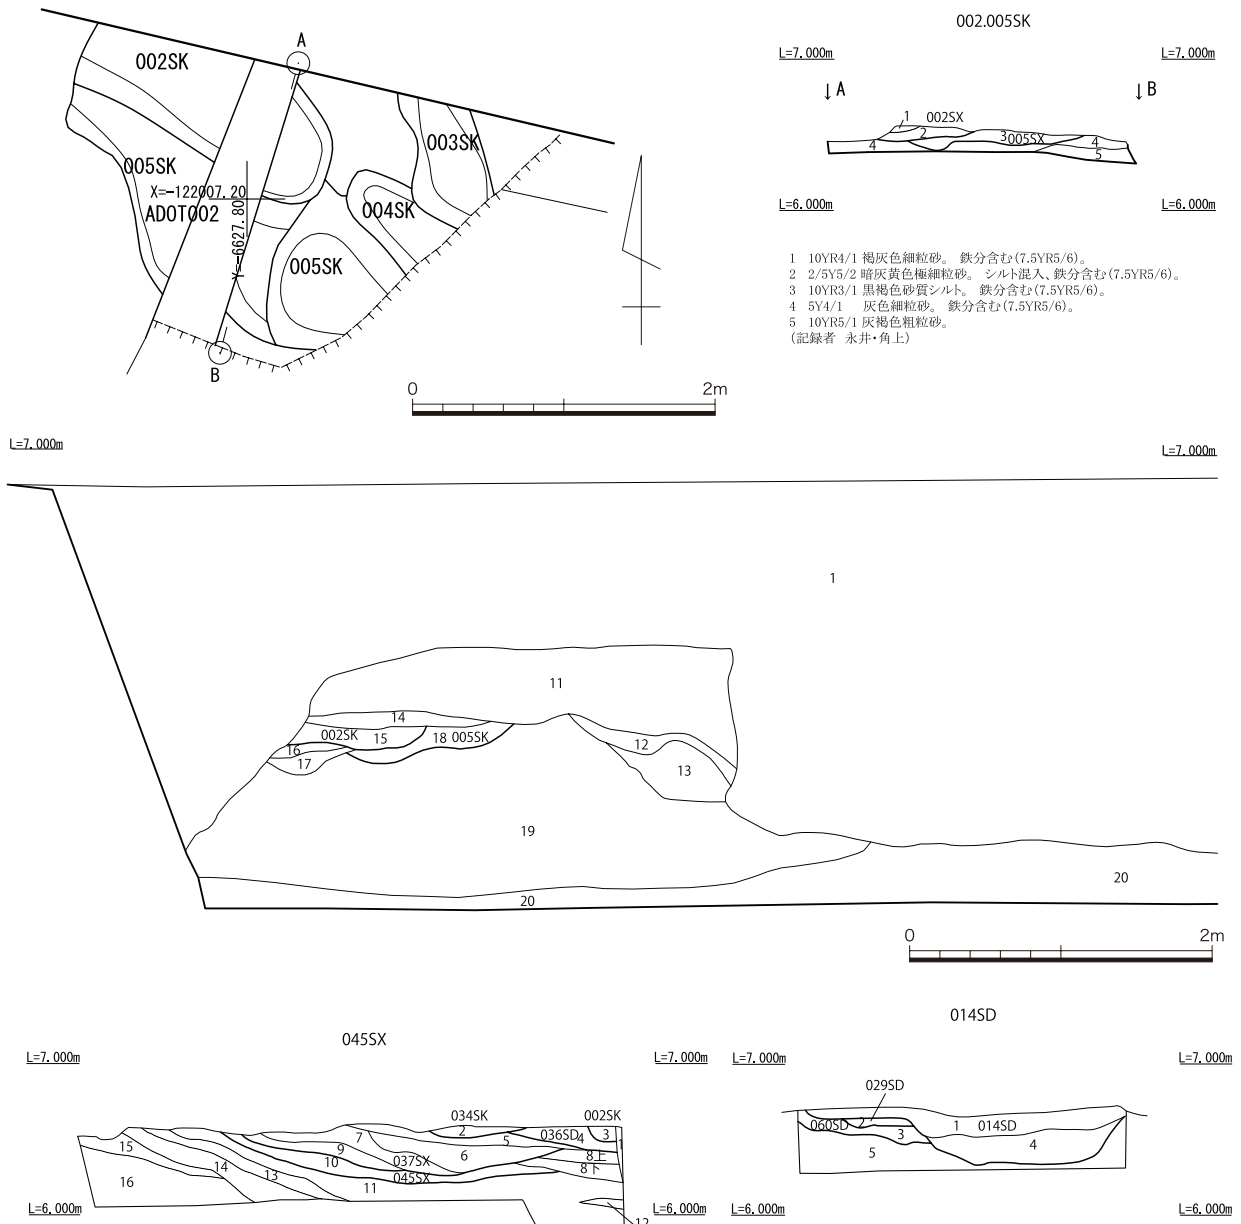 002.005SK
L=7.000m
L=7.000m
A
002SK
↓A
↓B
1
002SX
2
3
005SX
4
4
5
003SK
005SK
X=-122007.20
AD0T002
Y=-6627.80
004SK
005SK
L=6.000m
L=6.000m
1 10YR4/1 褐灰色細粒砂。 鉄分含む(7.5YR5/6)。
2 2/5Y5/2 暗灰黄色極細粒砂。 シルト混入、鉄分含む(7.5YR5/6)。
3 10YR3/1 黒褐色砂質シルト。 鉄分含む(7.5YR5/6)。
4 5Y4/1 灰色細粒砂。 鉄分含む(7.5YR5/6)。
5 10YR5/1 灰褐色粗粒砂。
(記録者 永井・角上)
B
0 2m
L=7.000m
L=7.000m
1
11
14
002SK
15
18 005SK
16
17
12
13
19
20
20
0 2m
014SD
045SX
L=7.000m
L=7.000m
L=7.000m
L=7.000m
029SD
034SK
002SK
060SD
2
1
014SD
3
4
5
2
036SD
4
3
1
7
5
15
9
6
8上
10
037SX
8下
14
13
045SX
16
11
12
L=6.000m
L=6.000m
L=6.000m
L=6.000m